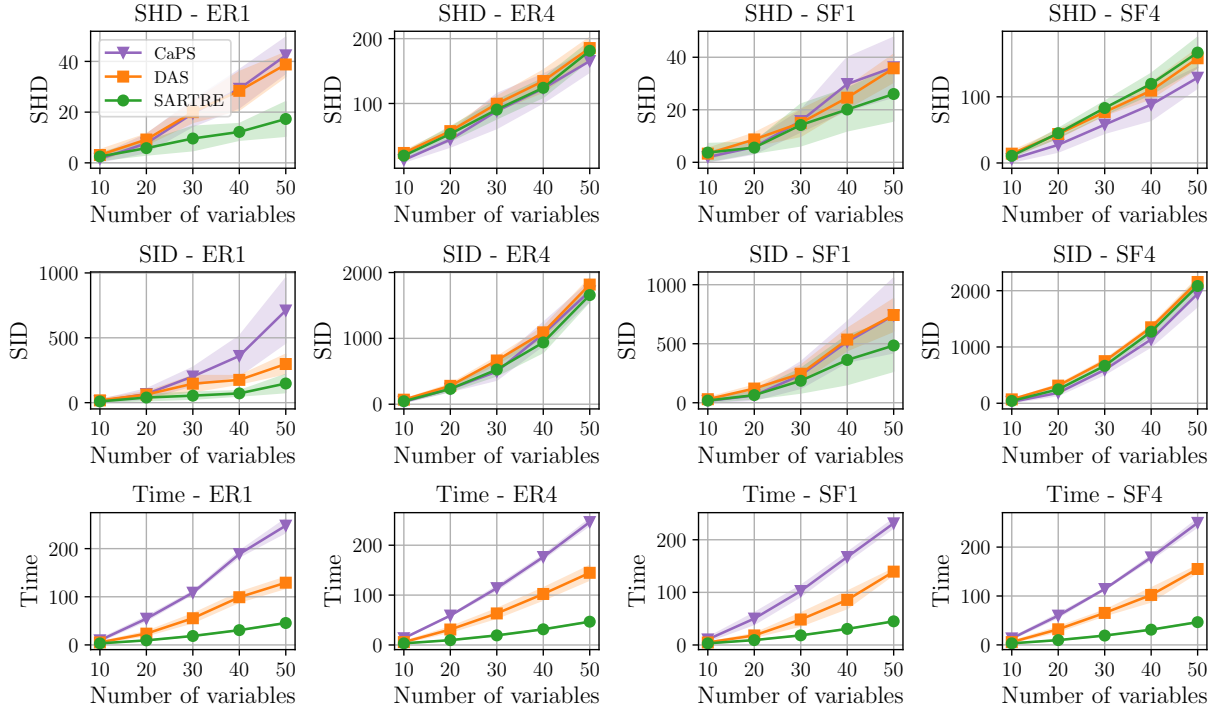 SHD - ER1
SHD - ER4
SHD - SF1
SHD - SF4
SHD
40
20
0
CaPS
DAS
SARTRE
10 20 30 40 50
Number of variables
SHD
200
100
10 20 30 40 50
Number of variables
SHD
40
20
0
10 20 30 40 50
Number of variables
SHD
100
0
10 20 30 40 50
Number of variables
SID - ER1
SID - ER4
SID - SF1
SID - SF4
SID
1000
500
0
10 20 30 40 50
Number of variables
SID
2000
1000
0
10 20 30 40 50
Number of variables
SID
1000
500
0
10 20 30 40 50
Number of variables
SID
2000
1000
0
10 20 30 40 50
Number of variables
Time - ER1
Time - ER4
Time - SF1
Time - SF4
Time
200
100
0
10 20 30 40 50
Number of variables
Time
200
100
0
10 20 30 40 50
Number of variables
Time
200
100
0
10 20 30 40 50
Number of variables
Time
200
100
0
10 20 30 40 50
Number of variables